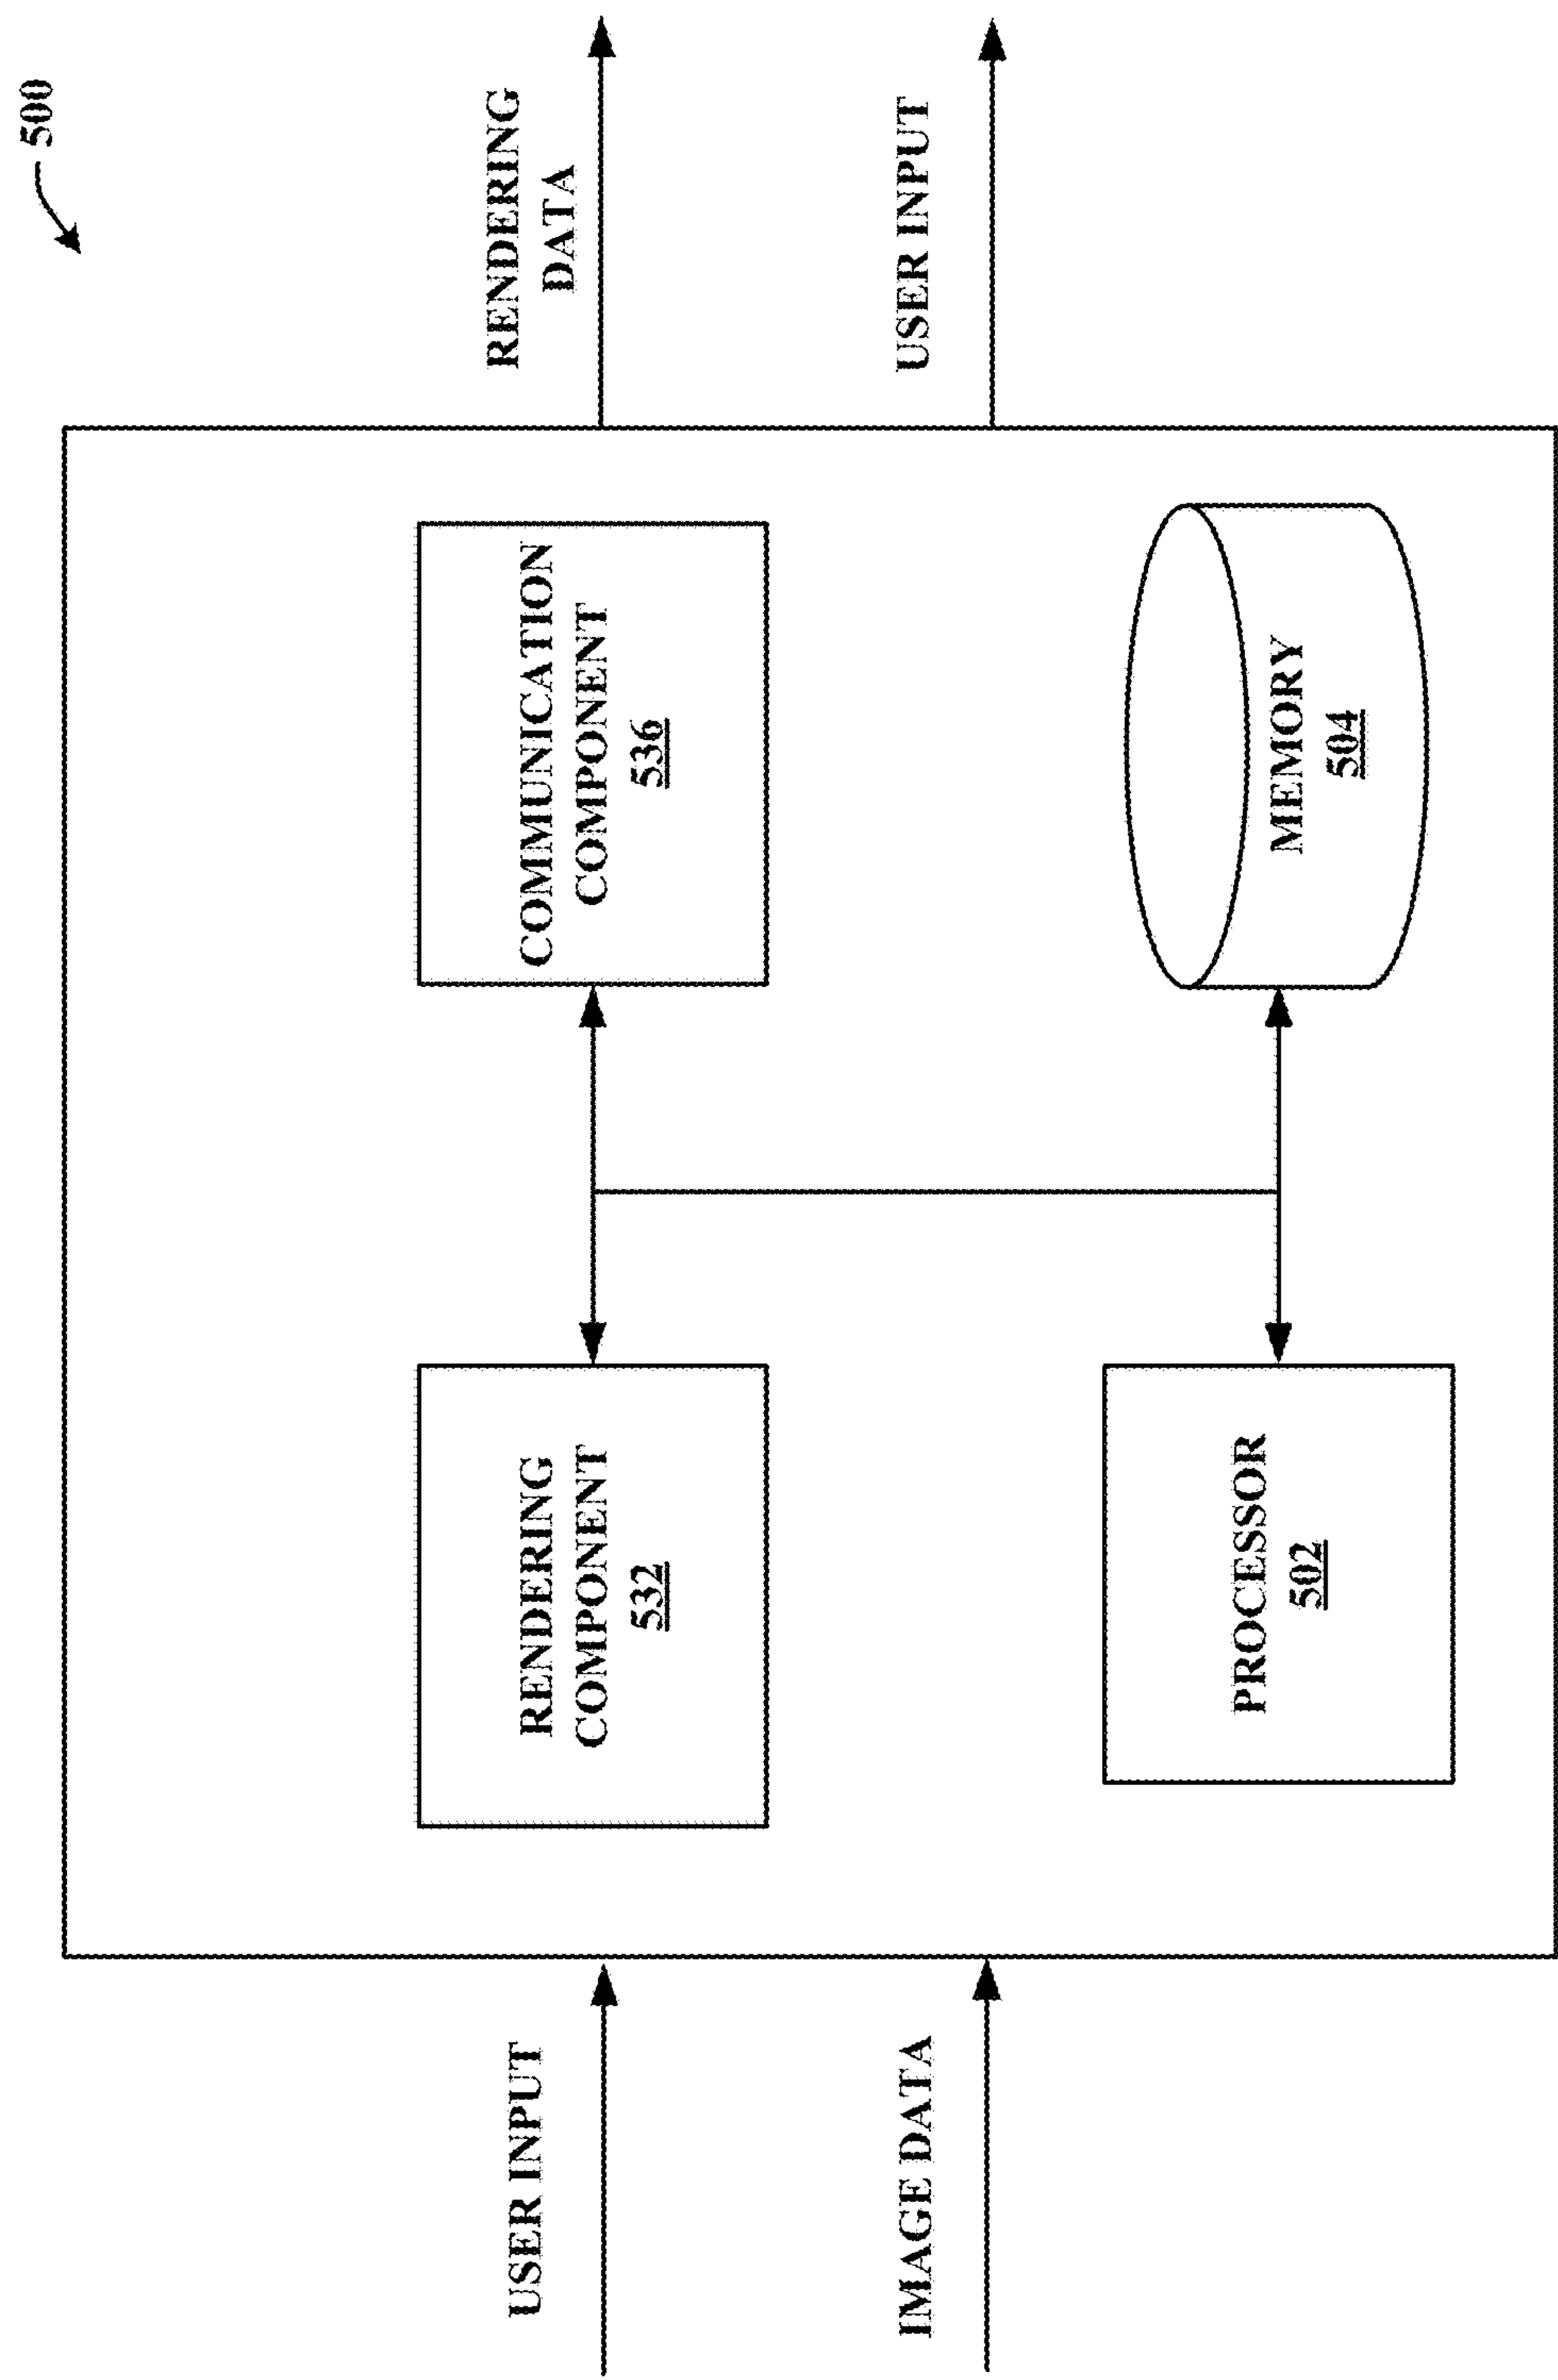 500
USER INPUT
IMAGE DATA
RENDERING
COMPONENT
532
COMMUNICATION
COMPONENT
536
PROCESSOR
502
MEMORY
504
RENDERING
DATA
USER INPUT